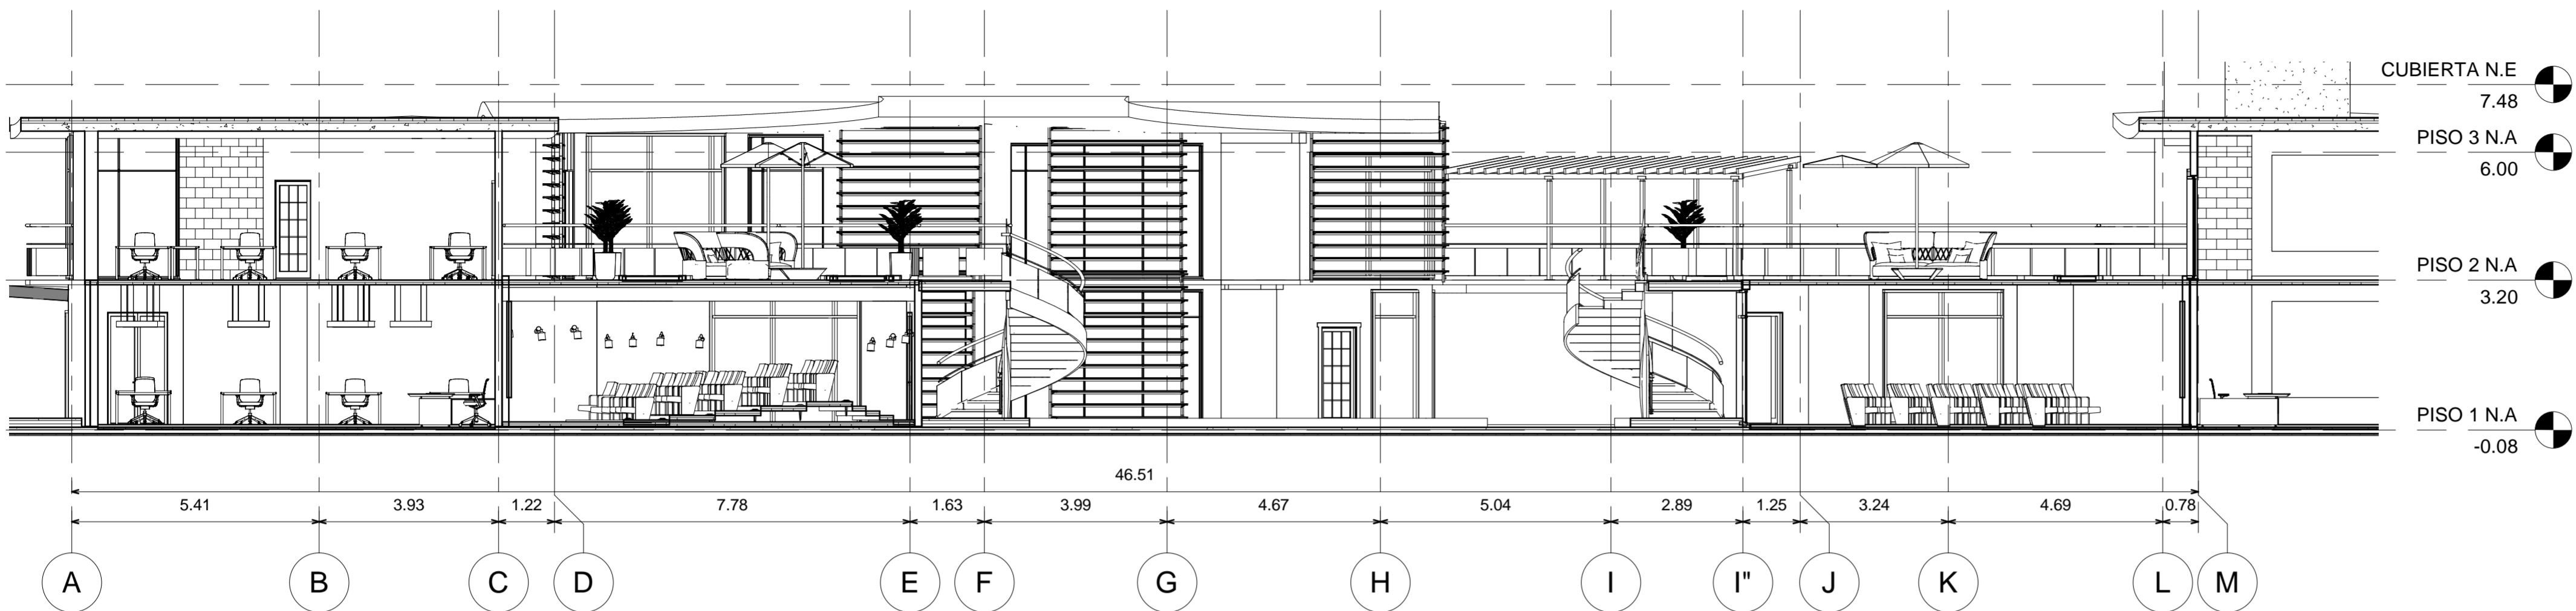 CUBIERTA N.E
7.48
PISO 3 N.A
6.00
PISO 2 N.A
3.20
PISO 1 N.A
-0.08
46.51
5.41 3.93 1.22 7.78 1.63 3.99 4.67 5.04 2.89 1.25 3.24 4.69 0.78
A B C D E F G H I I" J K L M